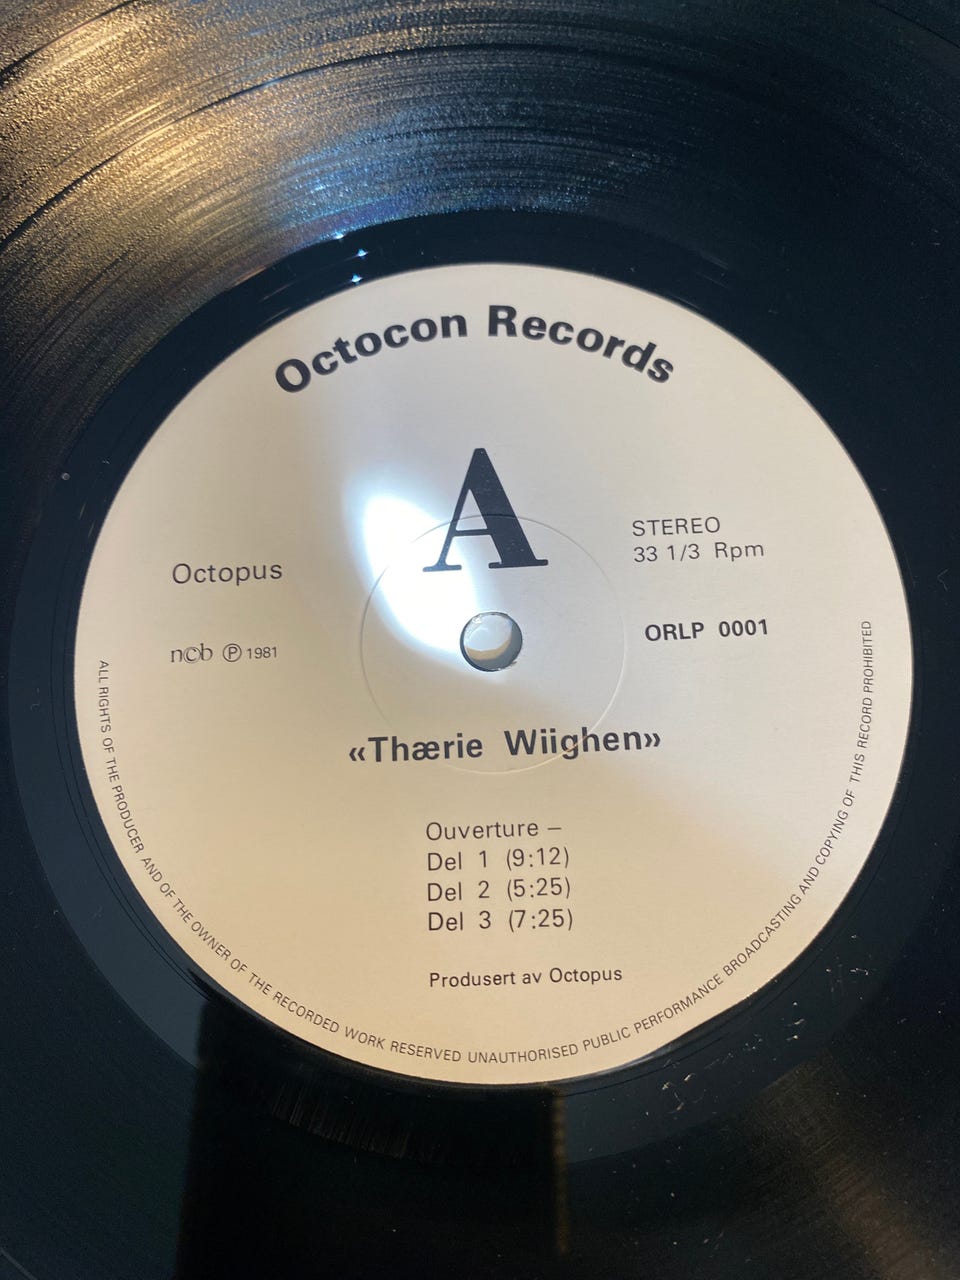 Octocon Records
A
STEREO
33 1/3 Rpm
Octopus
ORLP 0001
n©b ℗ 1981
«Thærie Wiighen»
Ouverture –
Del 1 (9:12)
Del 2 (5:25)
Del 3 (7:25)
Produsert av Octopus
ALL RIGHTS OF THE PRODUCER AND OF THE OWNER OF THE RECORDED WORK RESERVED UNAUTHORISED PUBLIC PERFORMANCE BROADCASTING AND COPYING OF THIS RECORD PROHIBITED